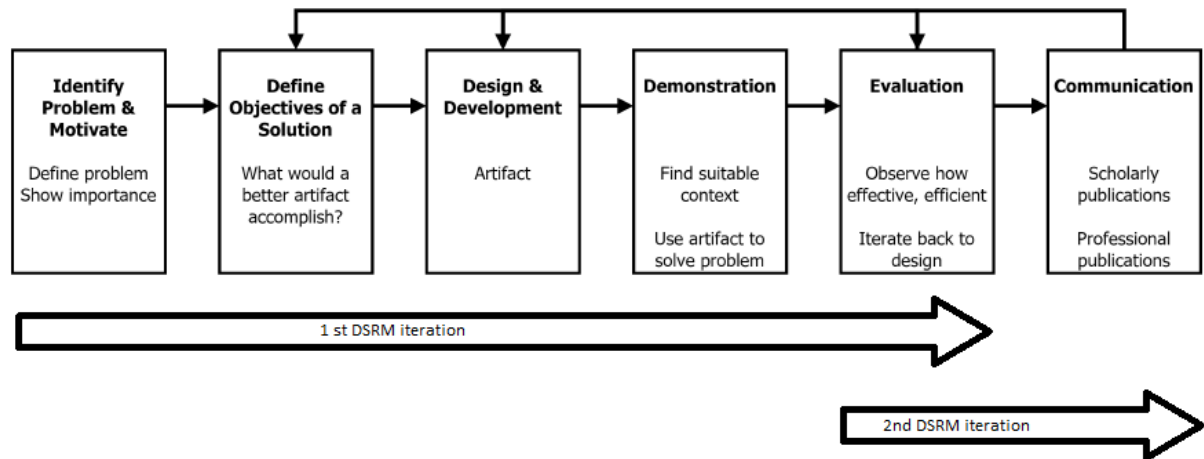 Identify
Problem &
Motivate
Define problem
Show importance
Define
Objectives of a
Solution
What would a
better artifact
accomplish?
Design &
Development
Artifact
Demonstration
Find suitable
context
Use artifact to
solve problem
Evaluation
Observe how
effective, efficient
Iterate back to
design
Communication
Scholarly
publications
Professional
publications
1 st DSRM iteration
2nd DSRM iteration